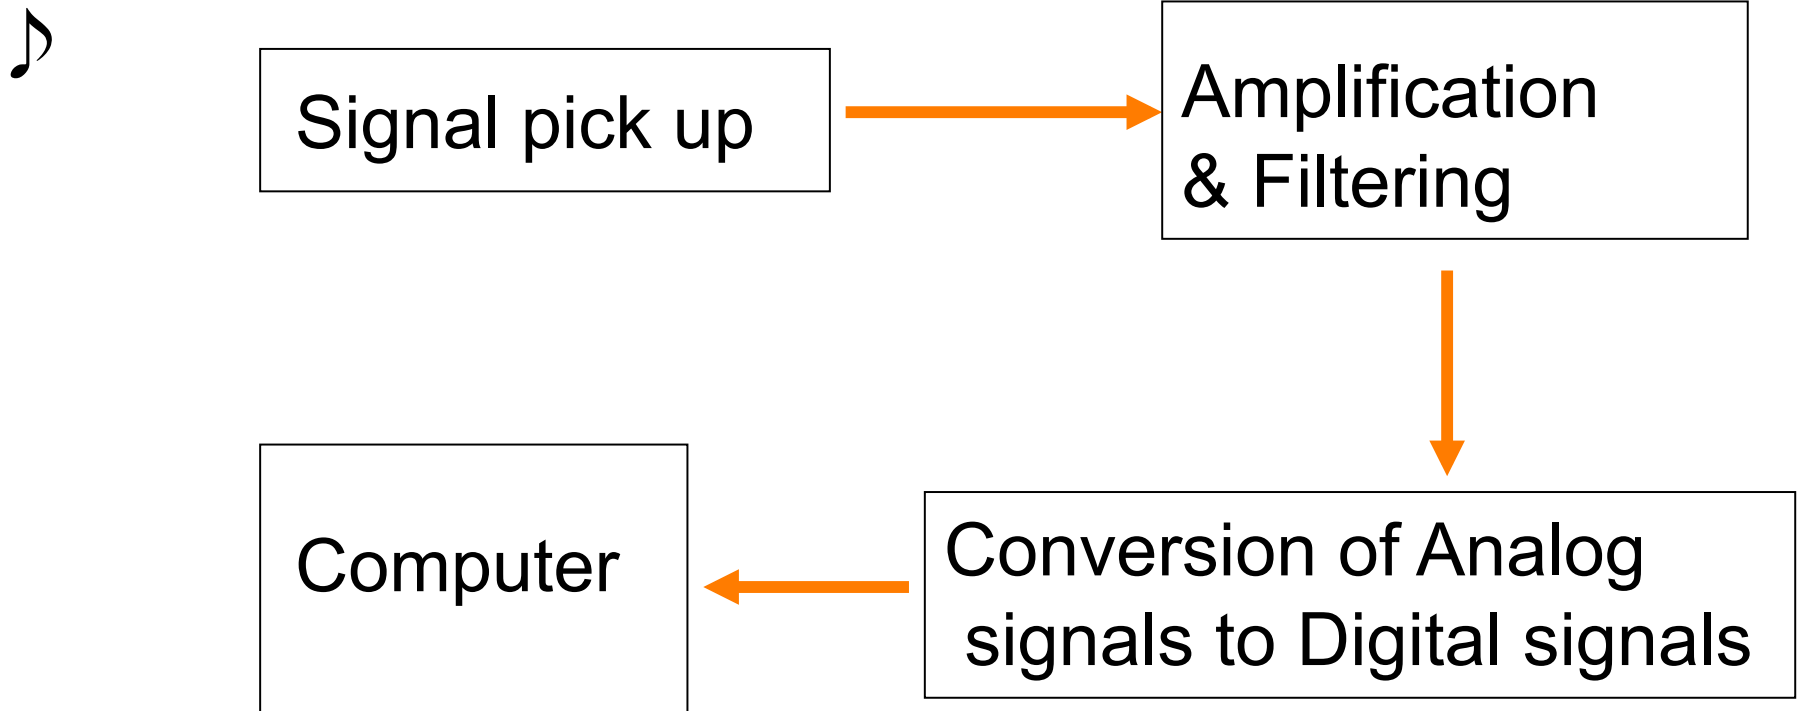 Signal pick up
Amplification
& Filtering
Conversion of Analog
signals to Digital signals
Computer